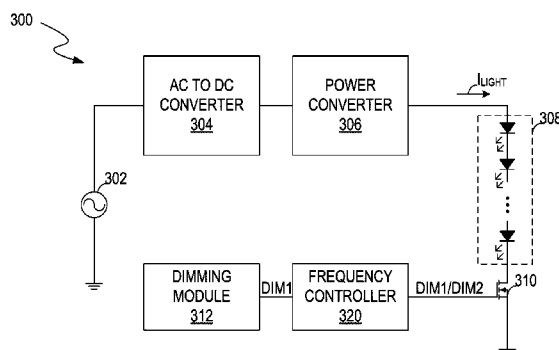 300
AC TO DC
CONVERTER
304
POWER
CONVERTER
306
ILIGHT
308
302
DIMMING
MODULE
312
DIM1
FREQUENCY
CONTROLLER
320
DIM1/DIM2
310